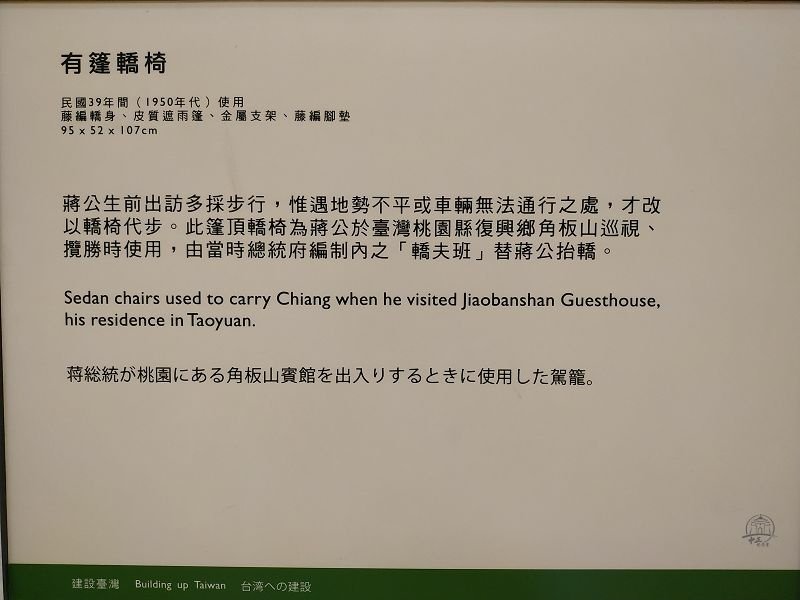 有篷轎椅
民國39年間（1950年代）使用
藤編轎身、皮質遮雨篷、金屬支架、藤編腳墊
95 x 52 x 107cm
蔣公生前出訪多採步行，惟遇地勢不平或車輛無法通行之處，才改
以轎椅代步。此篷頂轎椅為蔣公於臺灣桃園縣復興鄉角板山巡視、
攬勝時使用，由當時總統府編制內之「轎夫班」替蔣公抬轎。
Sedan chairs used to carry Chiang when he visited Jiaobanshan Guesthouse,
his residence in Taoyuan.
蒋総統が桃園にある角板山賓館を出入りするときに使用した駕籠。
中正
建設臺灣 Building up Taiwan 台湾への建設